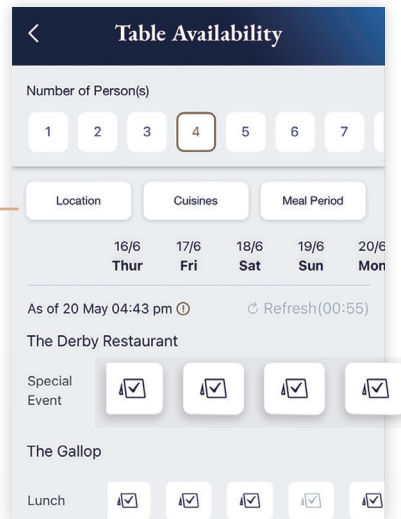 Table Availability
Number of Person(s)
1 2 3 4 5 6 7
Location Cuisines Meal Period
16/6 17/6 18/6 19/6 20/6
Thur Fri Sat Sun Mon
As of 20 May 04:43 pm Refresh(00:55)
The Derby Restaurant
Special
Event
The Gallop
Lunch